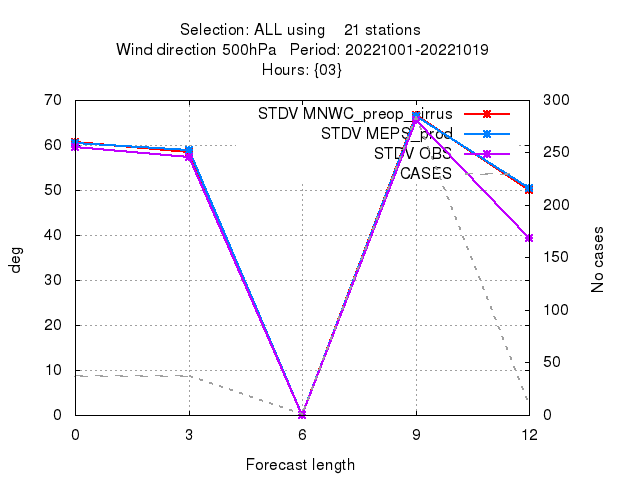 Selection: ALL using 21 stations
Wind direction 500hPa Period: 20221001-20221019
Hours: {03}
STDV MNWC_preop_cirrus
STDV MEPS_prod
STDV OBS
CASES
70
60
50
40
30
20
10
0
300
250
200
150
100
50
0
deg
No cases
0 3 6 9 12
Forecast length